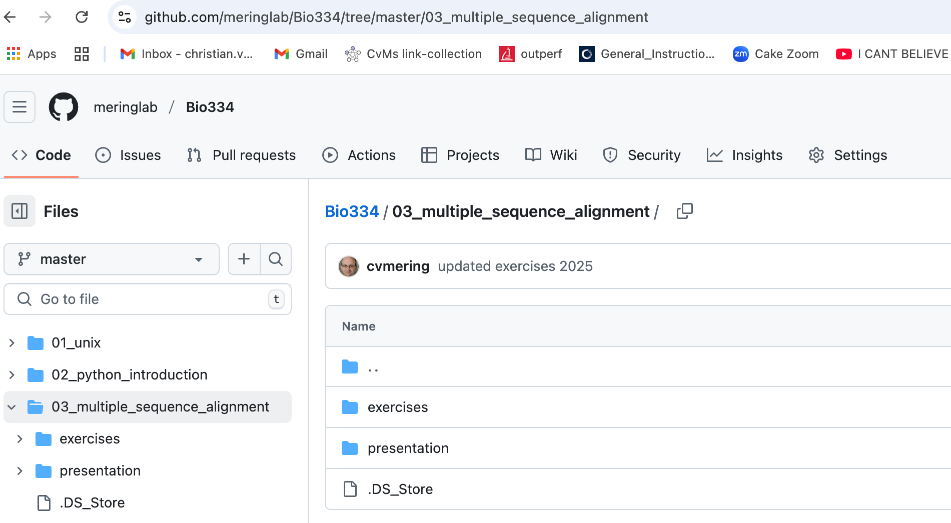 github.com/meringlab/Bio334/tree/master/03_multiple_sequence_alignment
Apps Inbox - christian.v... Gmail CvMs link-collection outperf General_Instructio... zm Cake Zoom I CANT BELIEVE
meringlab / Bio334
Code Issues Pull requests Actions Projects Wiki Security Insights Settings
Files
master
Go to file t
01_unix
02_python_introduction
03_multiple_sequence_alignment
exercises
presentation
.DS_Store
Bio334 / 03_multiple_sequence_alignment /
cvmering updated exercises 2025
Name
..
exercises
presentation
.DS_Store